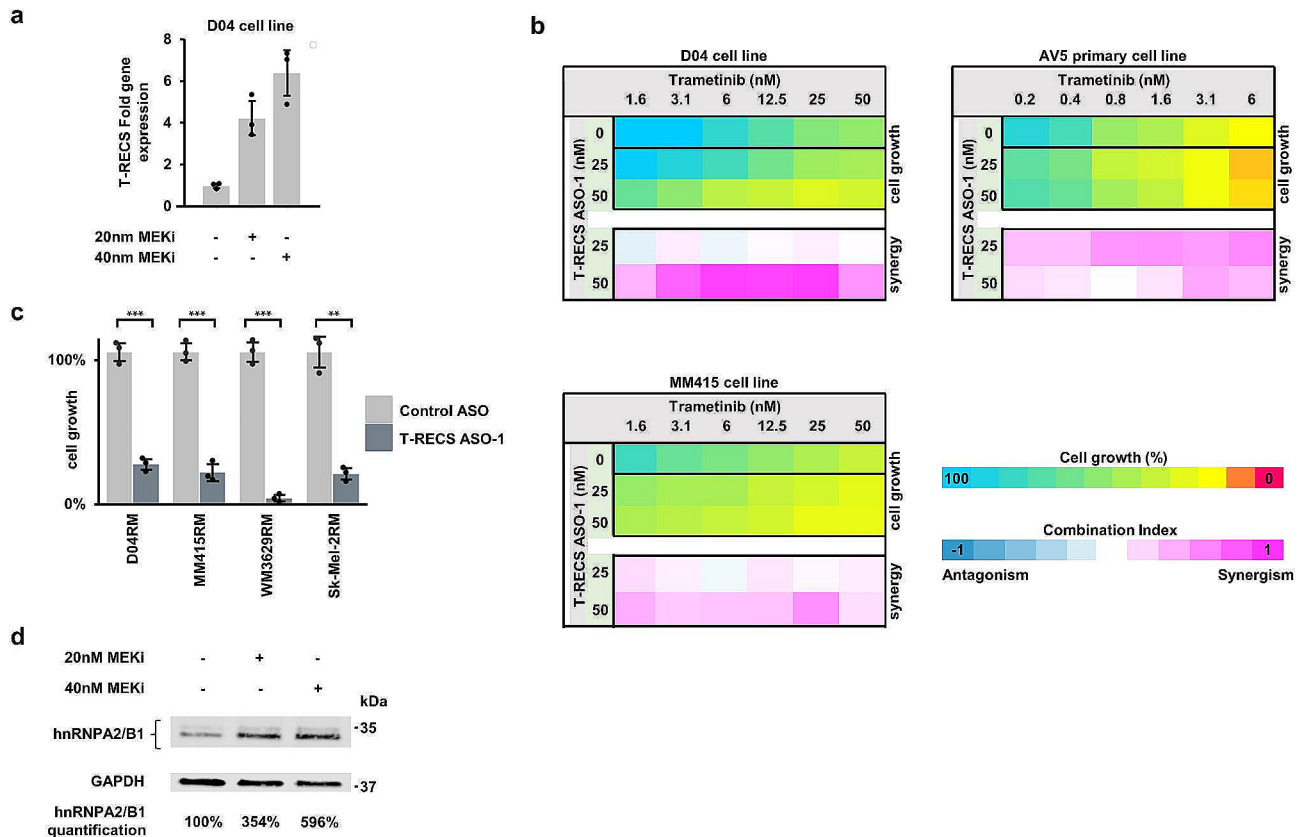 a
D04 cell line
T-RECS Fold gene
expression
8
6
4
2
0
20nm MEKi - + -
40nm MEKi - - +
b
D04 cell line
Trametinib (nM)
1.6 3.1 6 12.5 25 50
T-RECS ASO-1 (nM)
0
25
50
cell growth
25
50
synergy
AV5 primary cell line
Trametinib (nM)
0.2 0.4 0.8 1.6 3.1 6
T-RECS ASO-1 (nM)
0
25
50
cell growth
25
50
synergy
MM415 cell line
Trametinib (nM)
1.6 3.1 6 12.5 25 50
T-RECS ASO-1 (nM)
0
25
50
cell growth
25
50
synergy
Cell growth (%)
100 0
Combination Index
-1 1
Antagonism Synergism
c
*** *** *** **
100%
0%
cell growth
D04RM
MM415RM
WM3629RM
Sk-Mel-2RM
Control ASO
T-RECS ASO-1
d
20nM MEKi - + -
40nM MEKi - - +
kDa
hnRNPA2/B1 -35
GAPDH -37
hnRNPA2/B1
quantification
100% 354% 596%